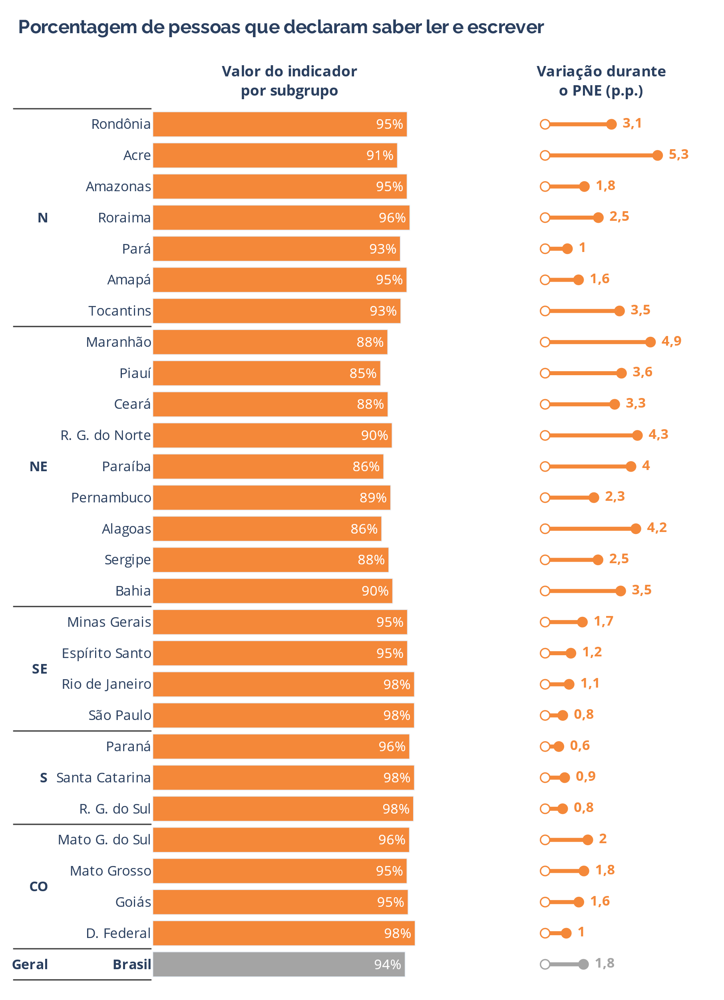 Porcentagem de pessoas que declaram saber ler e escrever
Valor do indicador
por subgrupo
Variação durante
o PNE (p.p.)
Rondônia 95% 3,1
Acre 91% 5,3
Amazonas 95% 1,8
N Roraima 96% 2,5
Pará 93% 1
Amapá 95% 1,6
Tocantins 93% 3,5
Maranhão 88% 4,9
Piauí 85% 3,6
Ceará 88% 3,3
R. G. do Norte 90% 4,3
NE Paraíba 86% 4
Pernambuco 89% 2,3
Alagoas 86% 4,2
Sergipe 88% 2,5
Bahia 90% 3,5
Minas Gerais 95% 1,7
Espírito Santo 95% 1,2
SE
Rio de Janeiro 98% 1,1
São Paulo 98% 0,8
Paraná 96% 0,6
S Santa Catarina 98% 0,9
R. G. do Sul 98% 0,8
Mato G. do Sul 96% 2
Mato Grosso 95% 1,8
CO
Goiás 95% 1,6
D. Federal 98% 1
Geral Brasil 94% 1,8